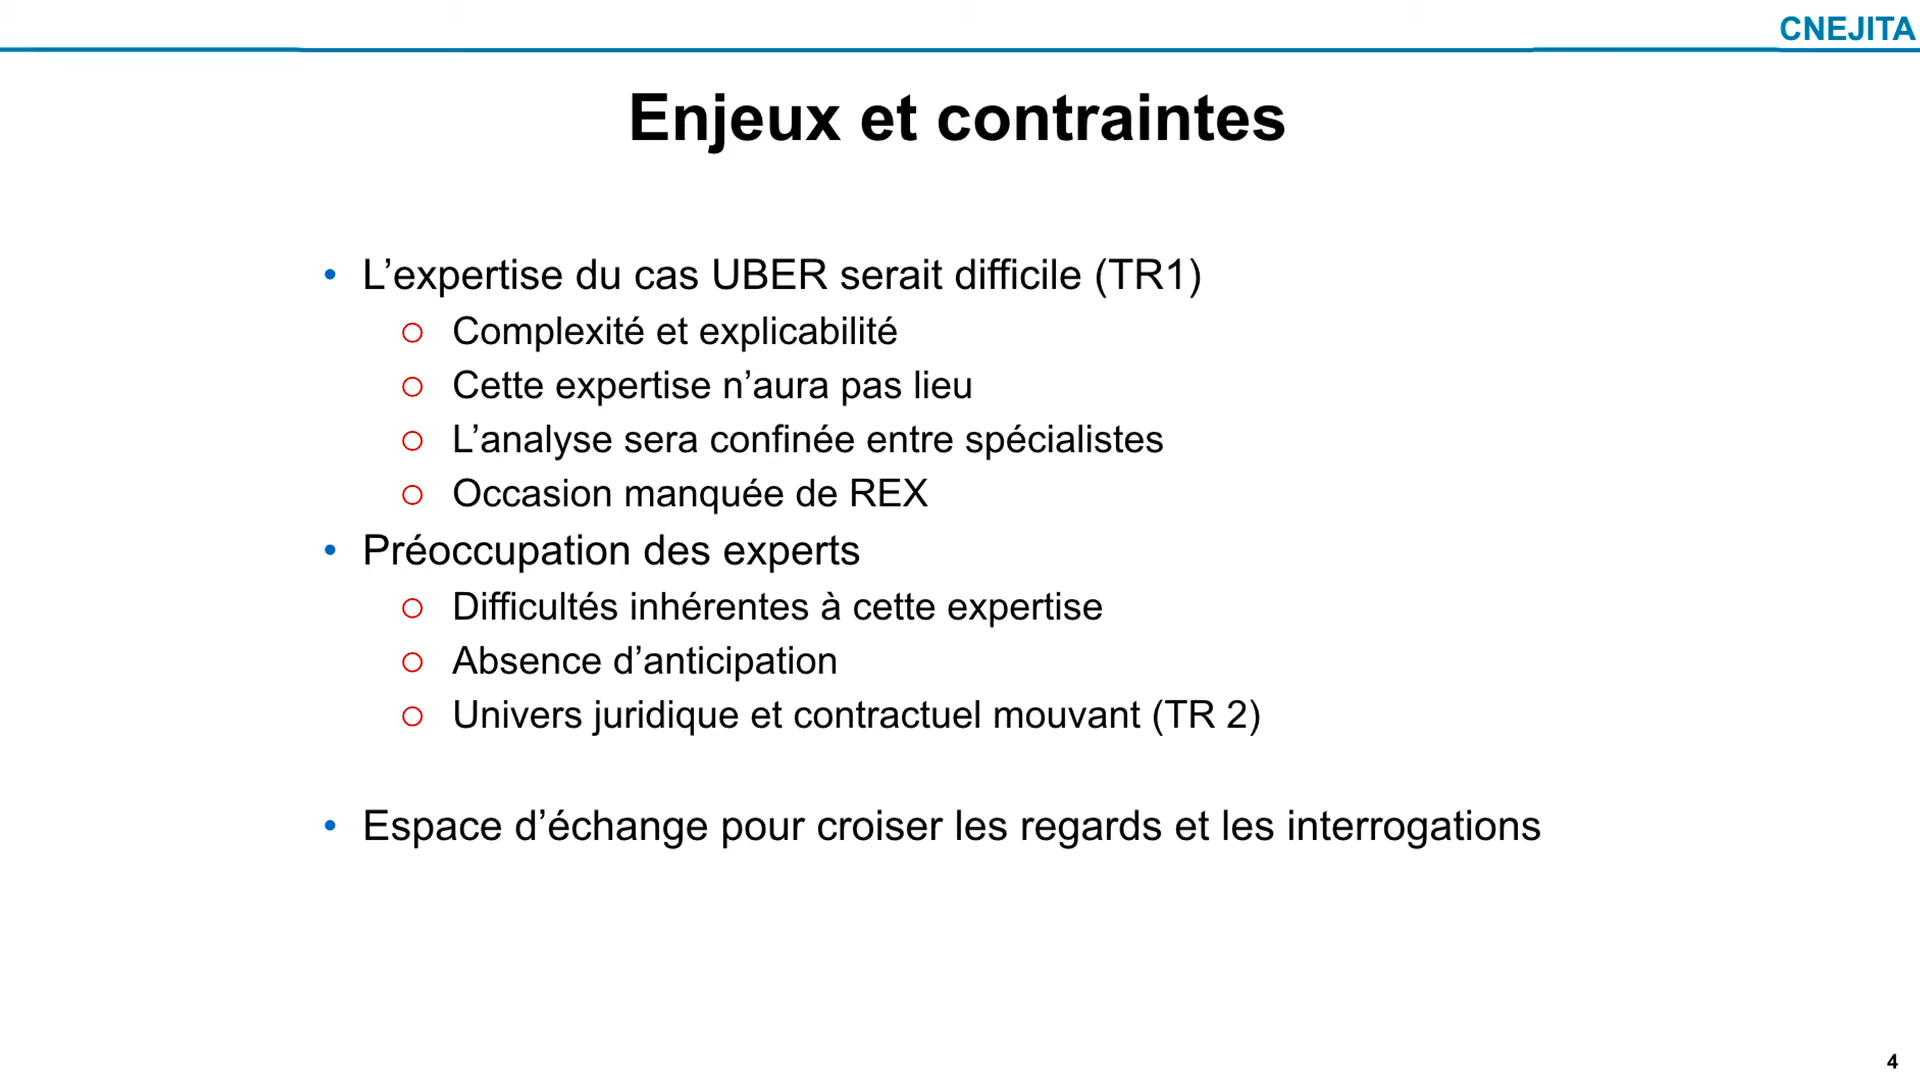 CNEJITA
Enjeux et contraintes
• L’expertise du cas UBER serait difficile (TR1)
○ Complexité et explicabilité
○ Cette expertise n’aura pas lieu
○ L’analyse sera confinée entre spécialistes
○ Occasion manquée de REX
• Préoccupation des experts
○ Difficultés inhérentes à cette expertise
○ Absence d’anticipation
○ Univers juridique et contractuel mouvant (TR 2)
• Espace d’échange pour croiser les regards et les interrogations
4